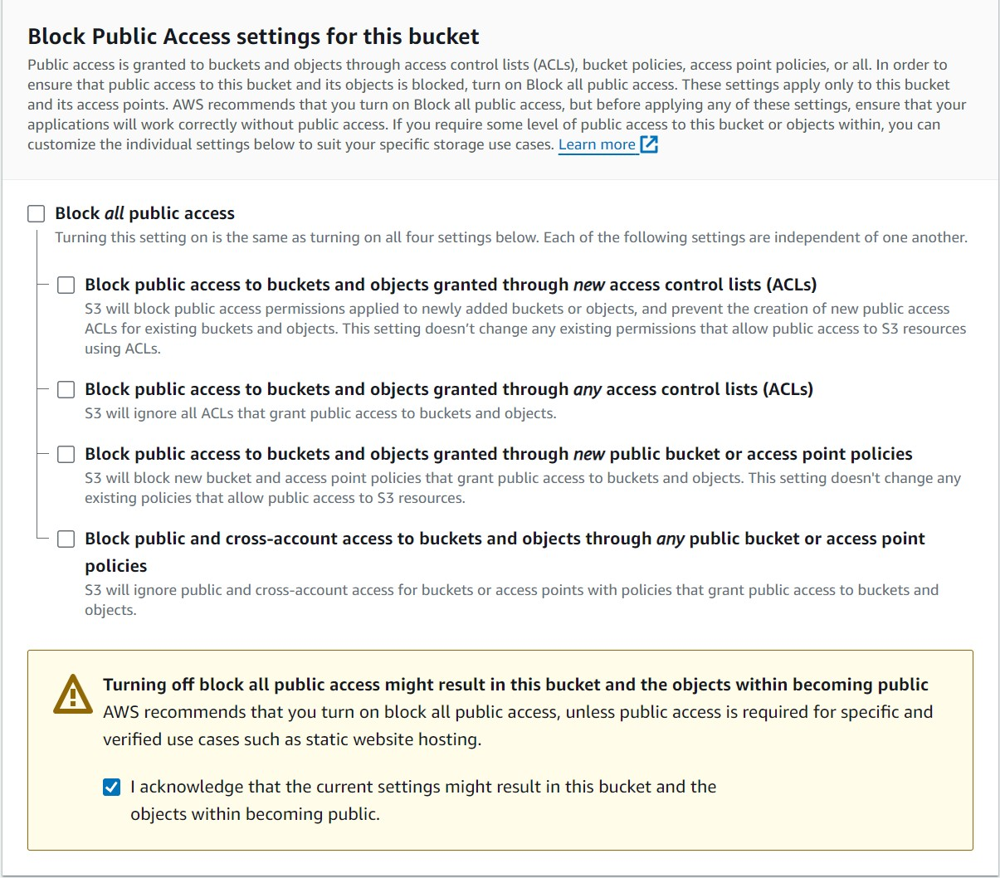 Block Public Access settings for this bucket
Public access is granted to buckets and objects through access control lists (ACLs), bucket policies, access point policies, or all. In order to
ensure that public access to this bucket and its objects is blocked, turn on Block all public access. These settings apply only to this bucket
and its access points. AWS recommends that you turn on Block all public access, but before applying any of these settings, ensure that your
applications will work correctly without public access. If you require some level of public access to this bucket or objects within, you can
customize the individual settings below to suit your specific storage use cases. Learn more
Block all public access
Turning this setting on is the same as turning on all four settings below. Each of the following settings are independent of one another.
Block public access to buckets and objects granted through new access control lists (ACLs)
S3 will block public access permissions applied to newly added buckets or objects, and prevent the creation of new public access
ACLs for existing buckets and objects. This setting doesn’t change any existing permissions that allow public access to S3 resources
using ACLs.
Block public access to buckets and objects granted through any access control lists (ACLs)
S3 will ignore all ACLs that grant public access to buckets and objects.
Block public access to buckets and objects granted through new public bucket or access point policies
S3 will block new bucket and access point policies that grant public access to buckets and objects. This setting doesn't change any
existing policies that allow public access to S3 resources.
Block public and cross-account access to buckets and objects through any public bucket or access point
policies
S3 will ignore public and cross-account access for buckets or access points with policies that grant public access to buckets and
objects.
Turning off block all public access might result in this bucket and the objects within becoming public
AWS recommends that you turn on block all public access, unless public access is required for specific and
verified use cases such as static website hosting.
I acknowledge that the current settings might result in this bucket and the
objects within becoming public.